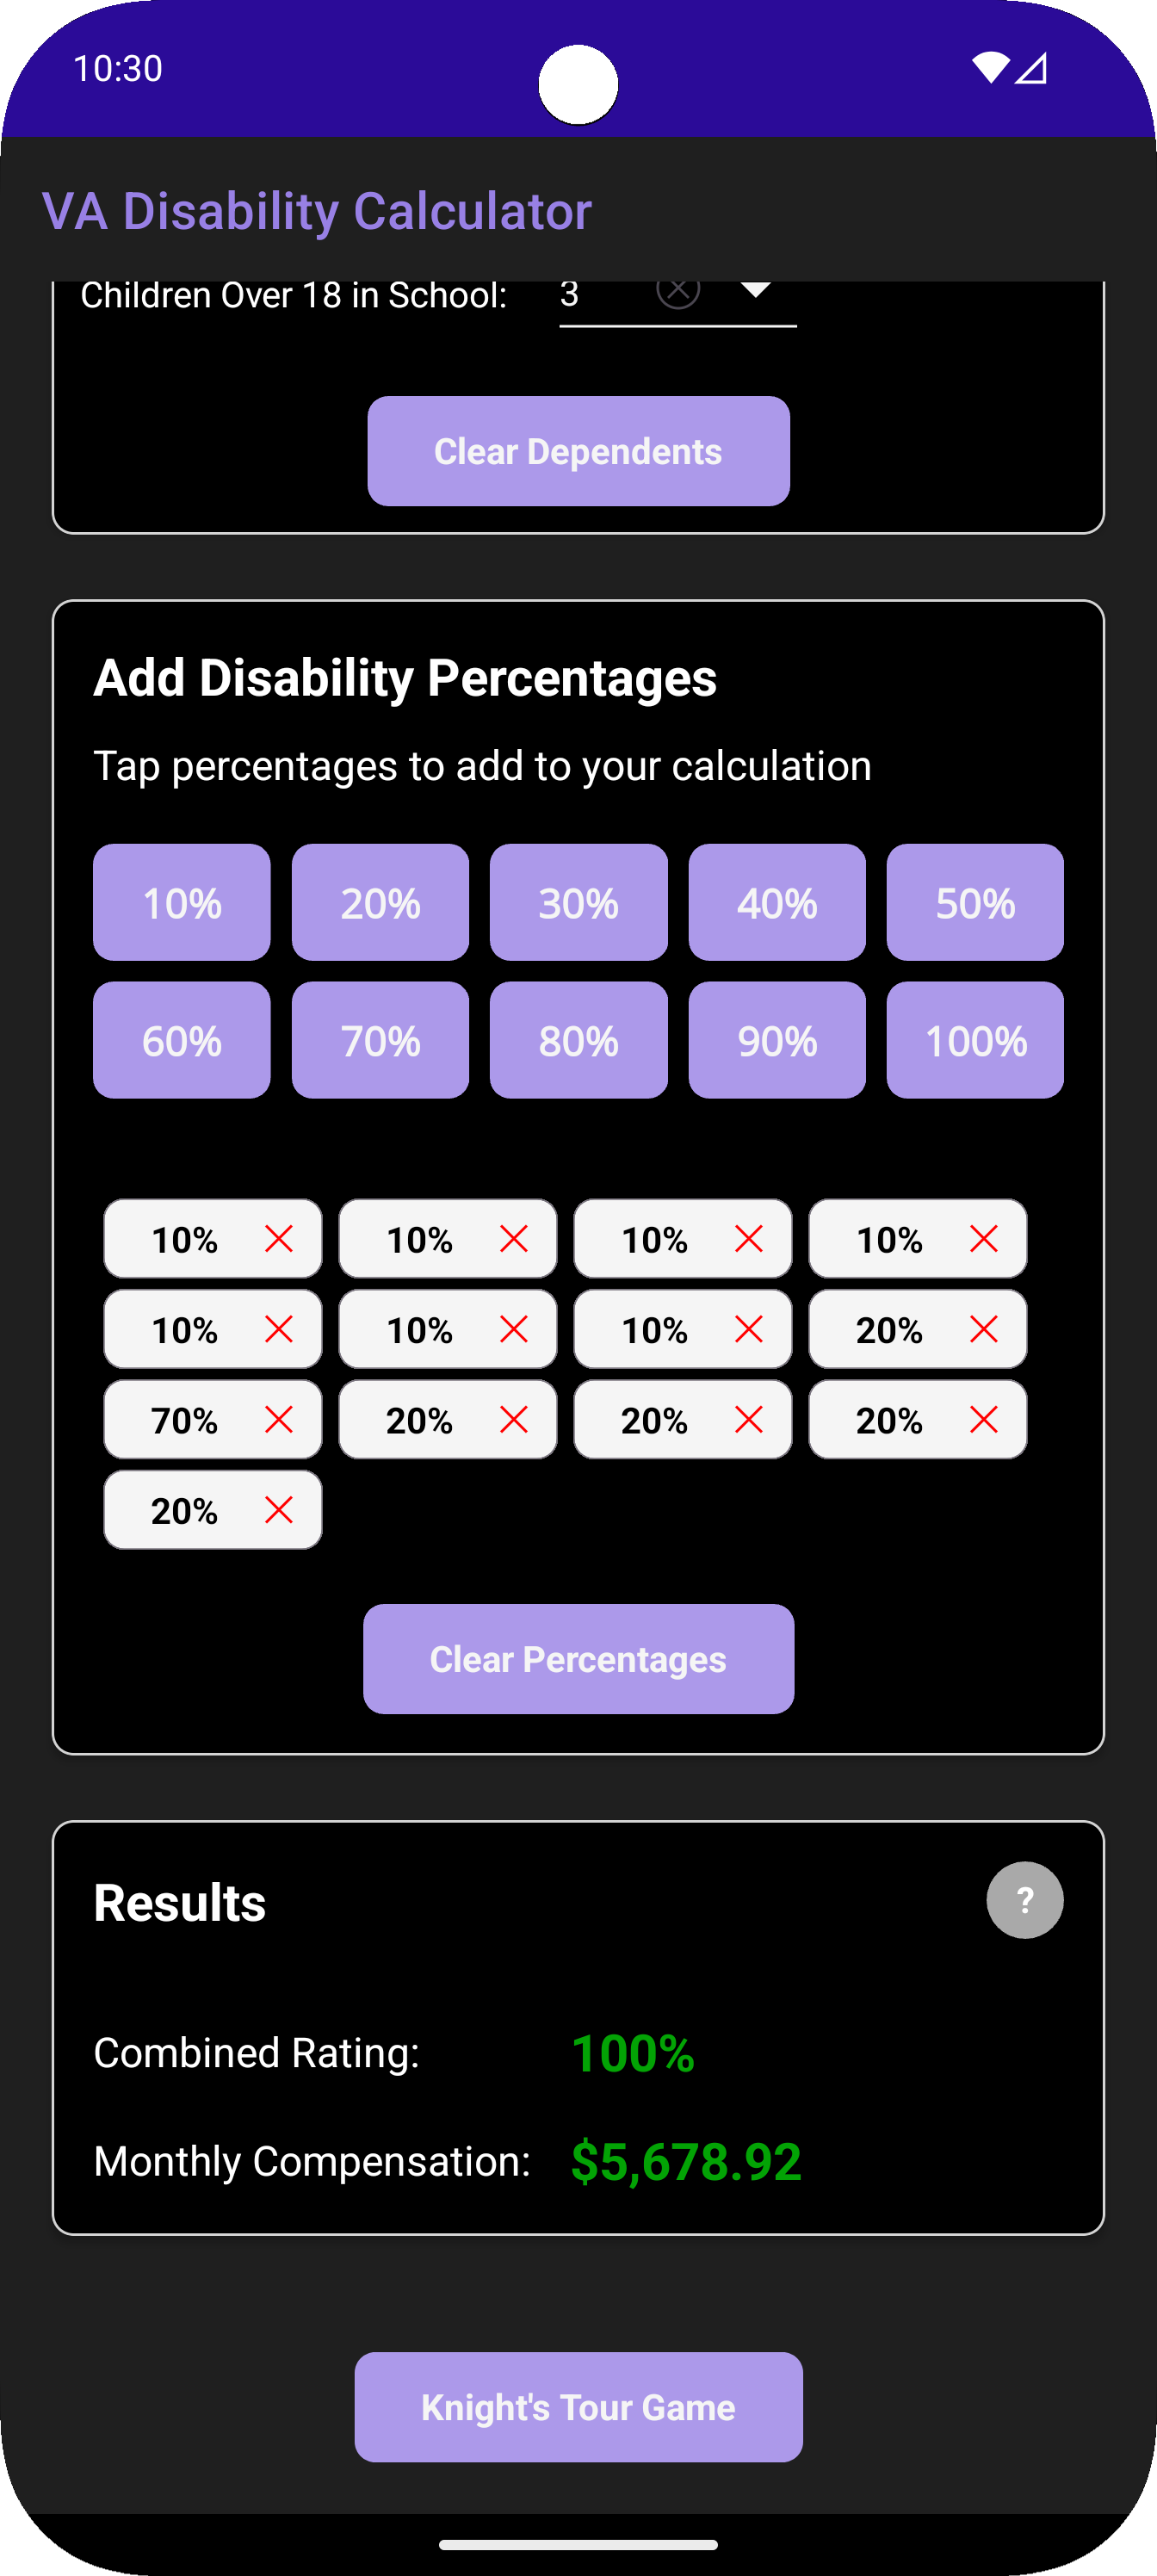 10:30
VA Disability Calculator
Children Over 18 in School: 3
Clear Dependents
Add Disability Percentages
Tap percentages to add to your calculation
10% 20% 30% 40% 50%
60% 70% 80% 90% 100%
10% 10% 10% 10%
10% 10% 10% 20%
70% 20% 20% 20%
20%
Clear Percentages
Results ?
Combined Rating: 100%
Monthly Compensation: $5,678.92
Knight's Tour Game